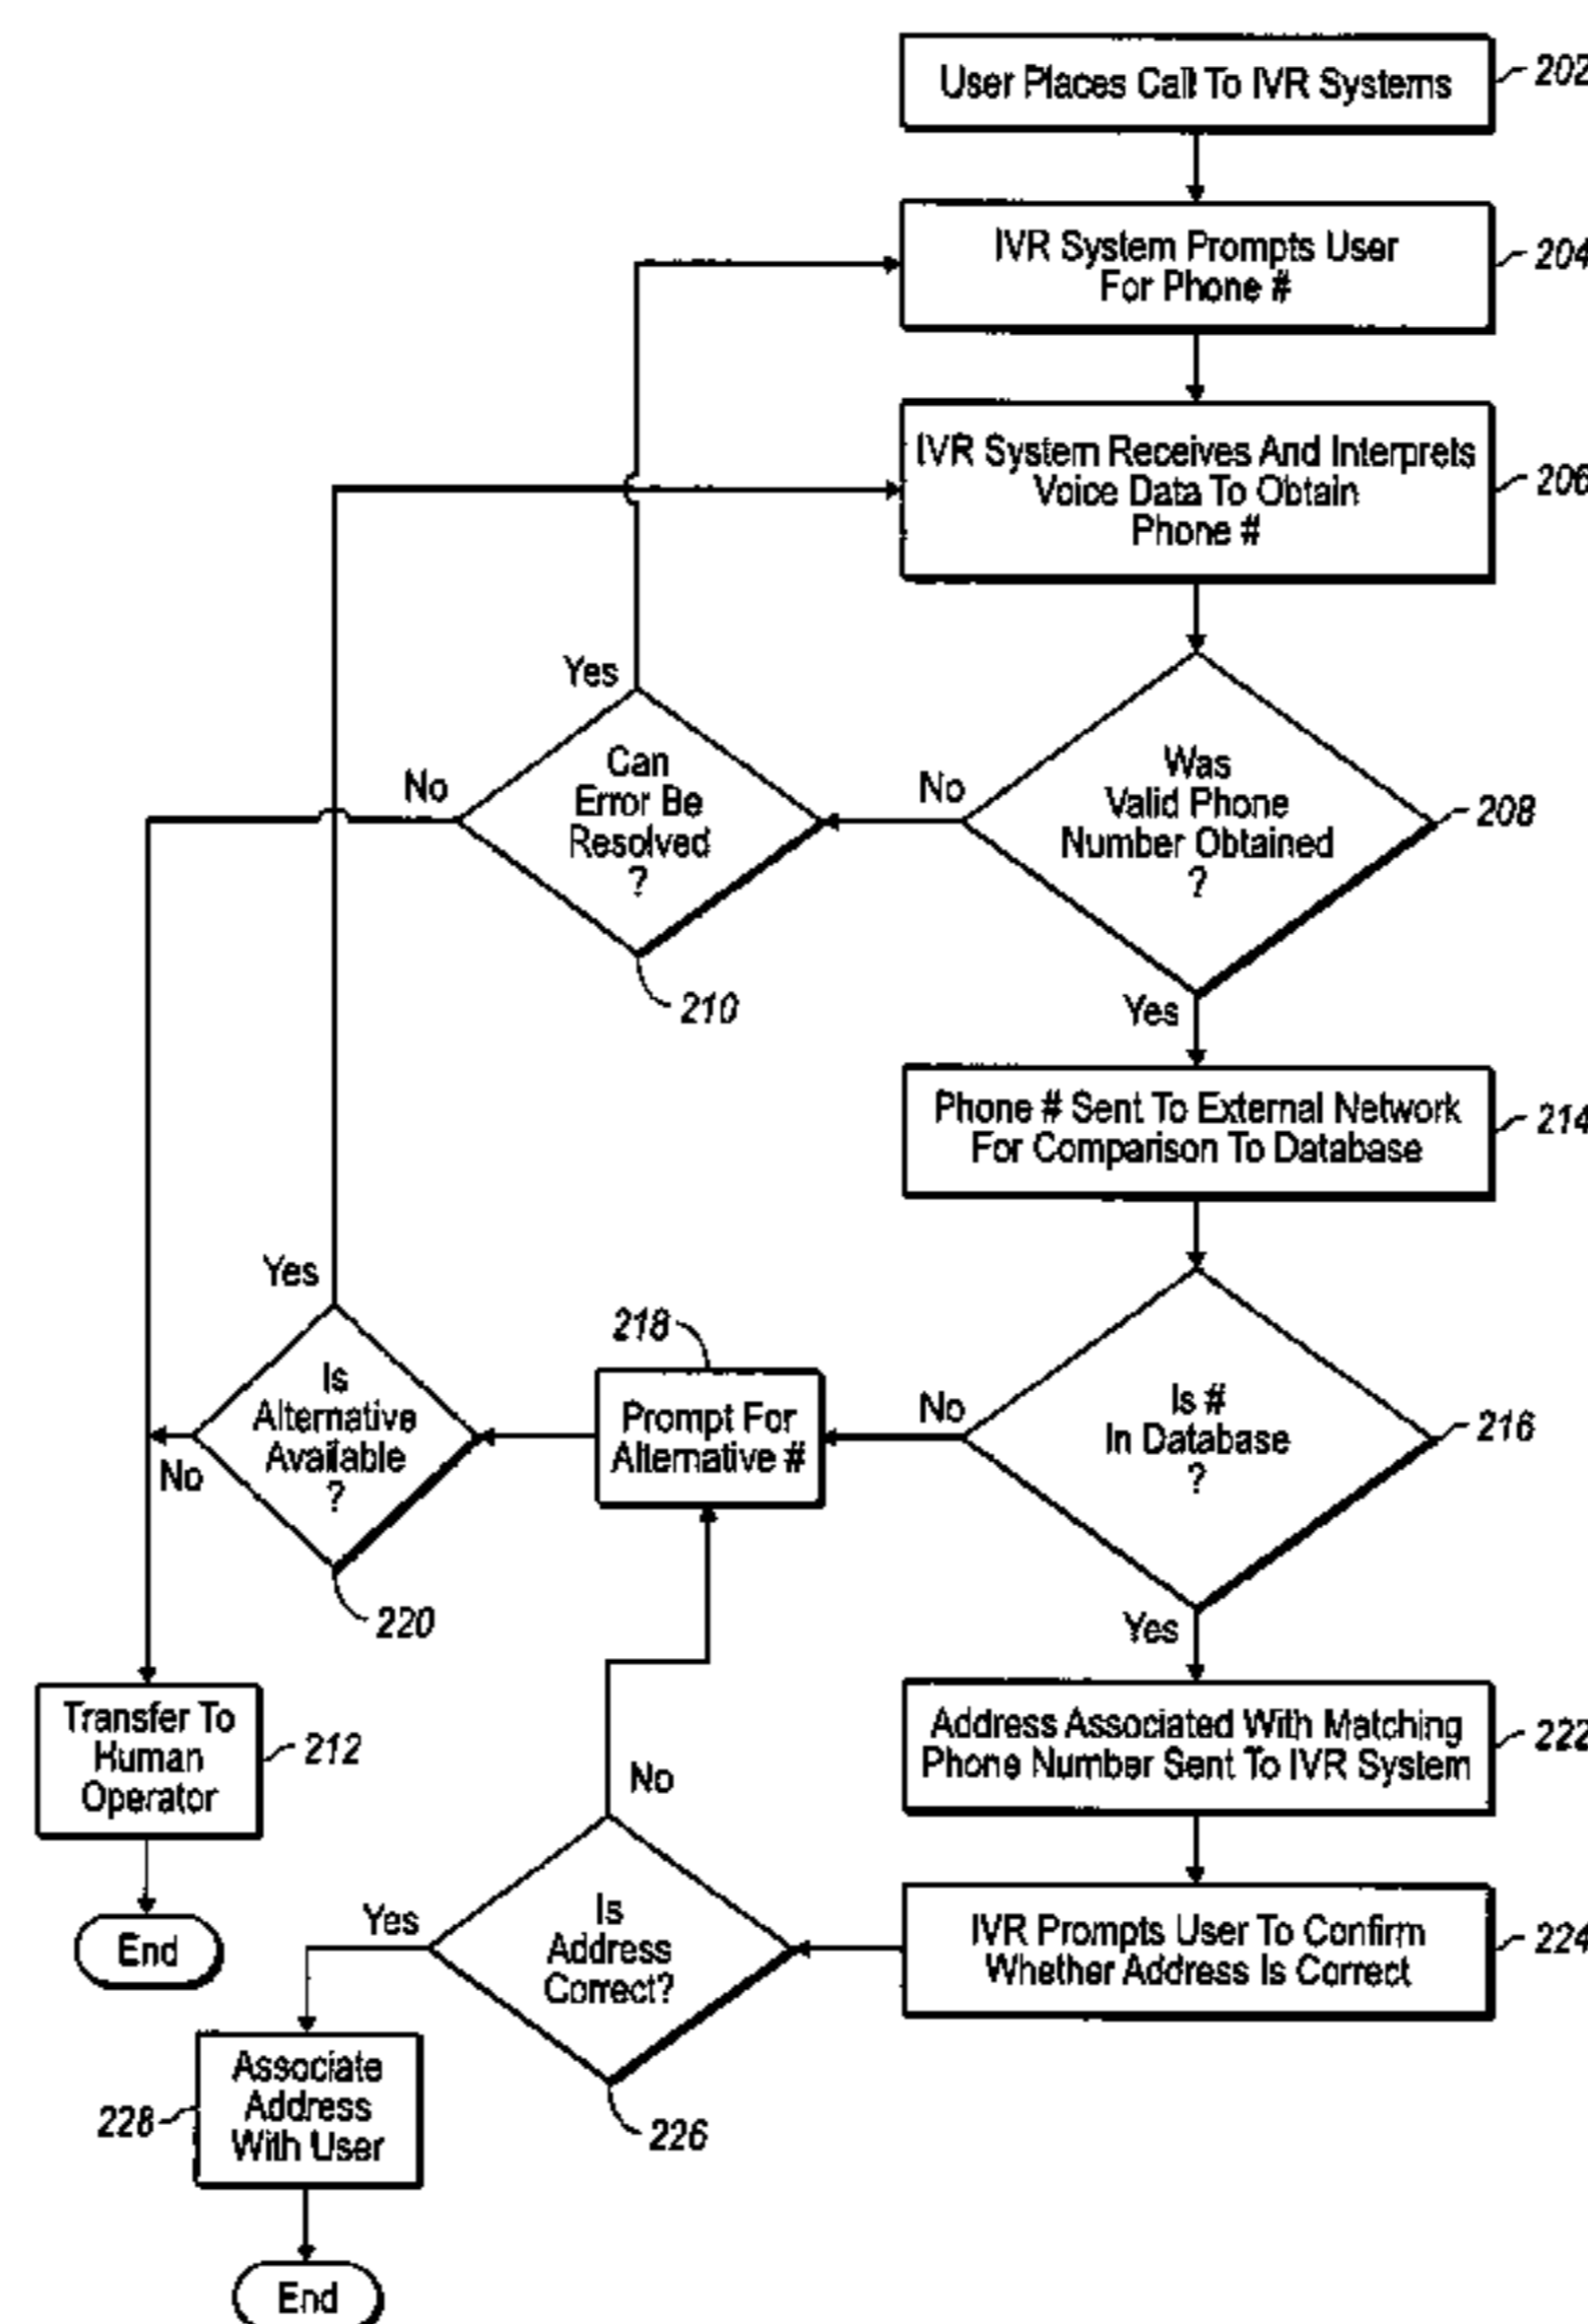 User Places Call To IVR Systems
202
IVR System Prompts User
For Phone #
204
IVR System Receives And Interprets
Voice Data To Obtain
Phone #
206
Was
Valid Phone
Number Obtained
?
208
No
Yes
Can
Error Be
Resolved
?
210
Yes
No
Phone # Sent To External Network
For Comparison To Database
214
Is #
In Database
?
216
No
Yes
218
Prompt For
Alternative #
Is
Alternative
Available
?
220
Yes
No
Transfer To
Human
Operator
212
End
Address Associated With Matching
Phone Number Sent To IVR System
222
IVR Prompts User To Confirm
Whether Address Is Correct
224
Is
Address
Correct?
226
No
Yes
Associate
Address
With User
228
End